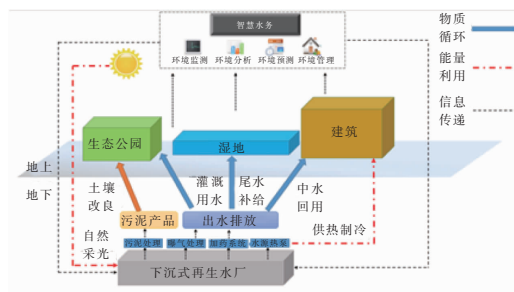 智慧水务
环境监测 环境分析 环境预测 环境管理
物质
循环
能量
利用
信息
传递
生态公园
湿地
建筑
地上
地下
土壤
改良
灌溉
用水
尾水
补给
中水
回用
污泥产品
出水排放
供热制冷
自然
采光
污泥处理 曝气处理 加药系统 水源热泵
下沉式再生水厂